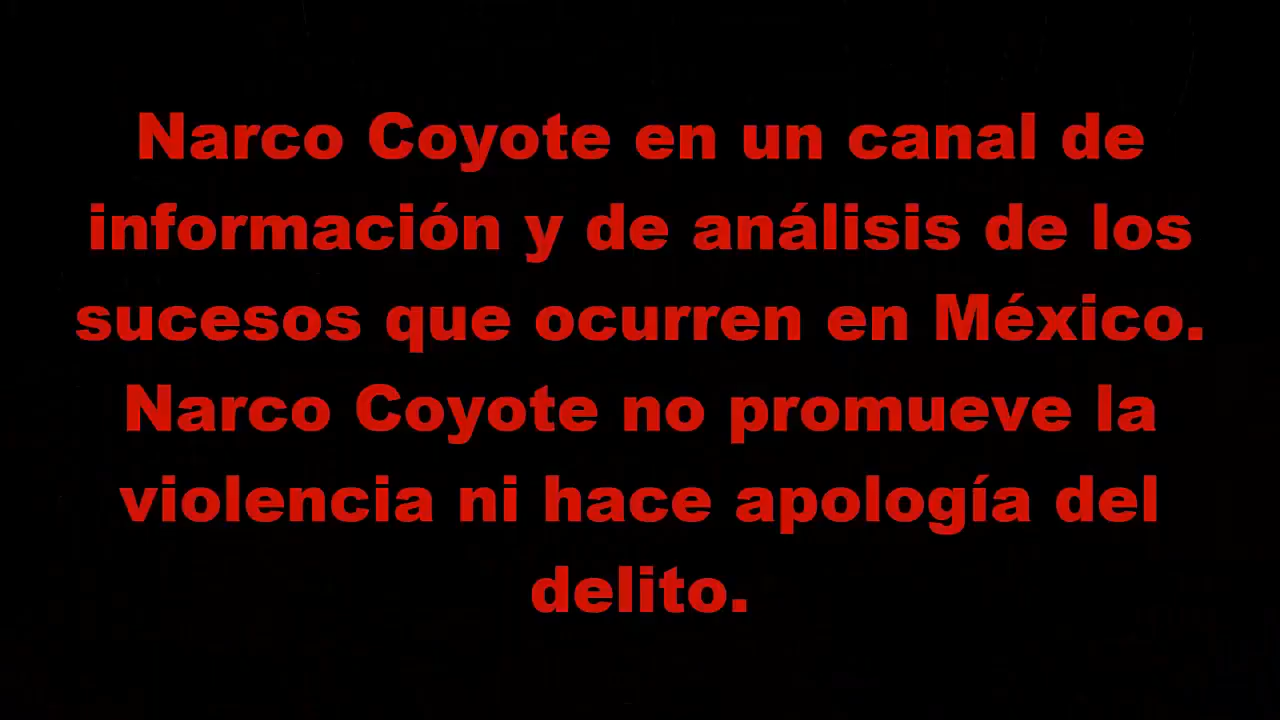 Narco Coyote en un canal de
información y de análisis de los
sucesos que ocurren en México.
Narco Coyote no promueve la
violencia ni hace apología del
delito.